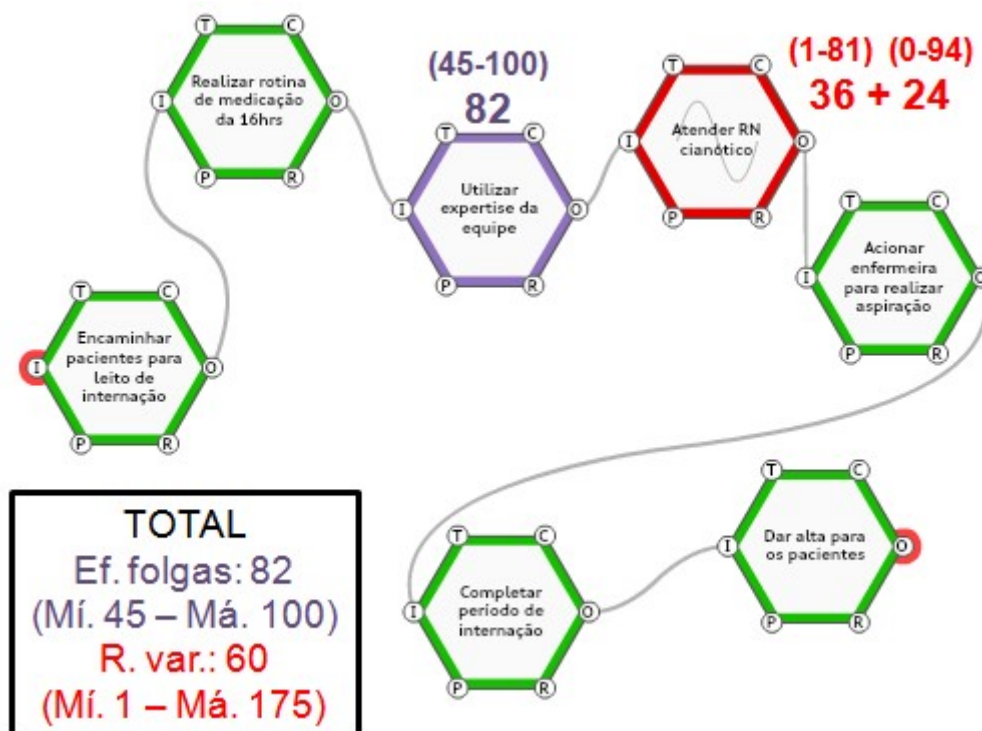 T
C
Realizar rotina
de medicação
da 16hrs
I
O
P
R
(45-100)
82
T
C
Utilizar
expertise da
equipe
I
O
P
R
(1-81) (0-94)
36 + 24
T
C
Atender RN
cianótico
I
O
P
R
T
C
Acionar
enfermeira
para realizar
aspiração
I
O
P
R
T
C
Encaminhar
pacientes para
leito de
internação
I
O
P
R
TOTAL
Ef. folgas: 82
(Mí. 45 – Má. 100)
R. var.: 60
(Mí. 1 – Má. 175)
T
C
Completar
período de
internação
I
O
P
R
T
C
Dar alta para
os pacientes
I
O
P
R